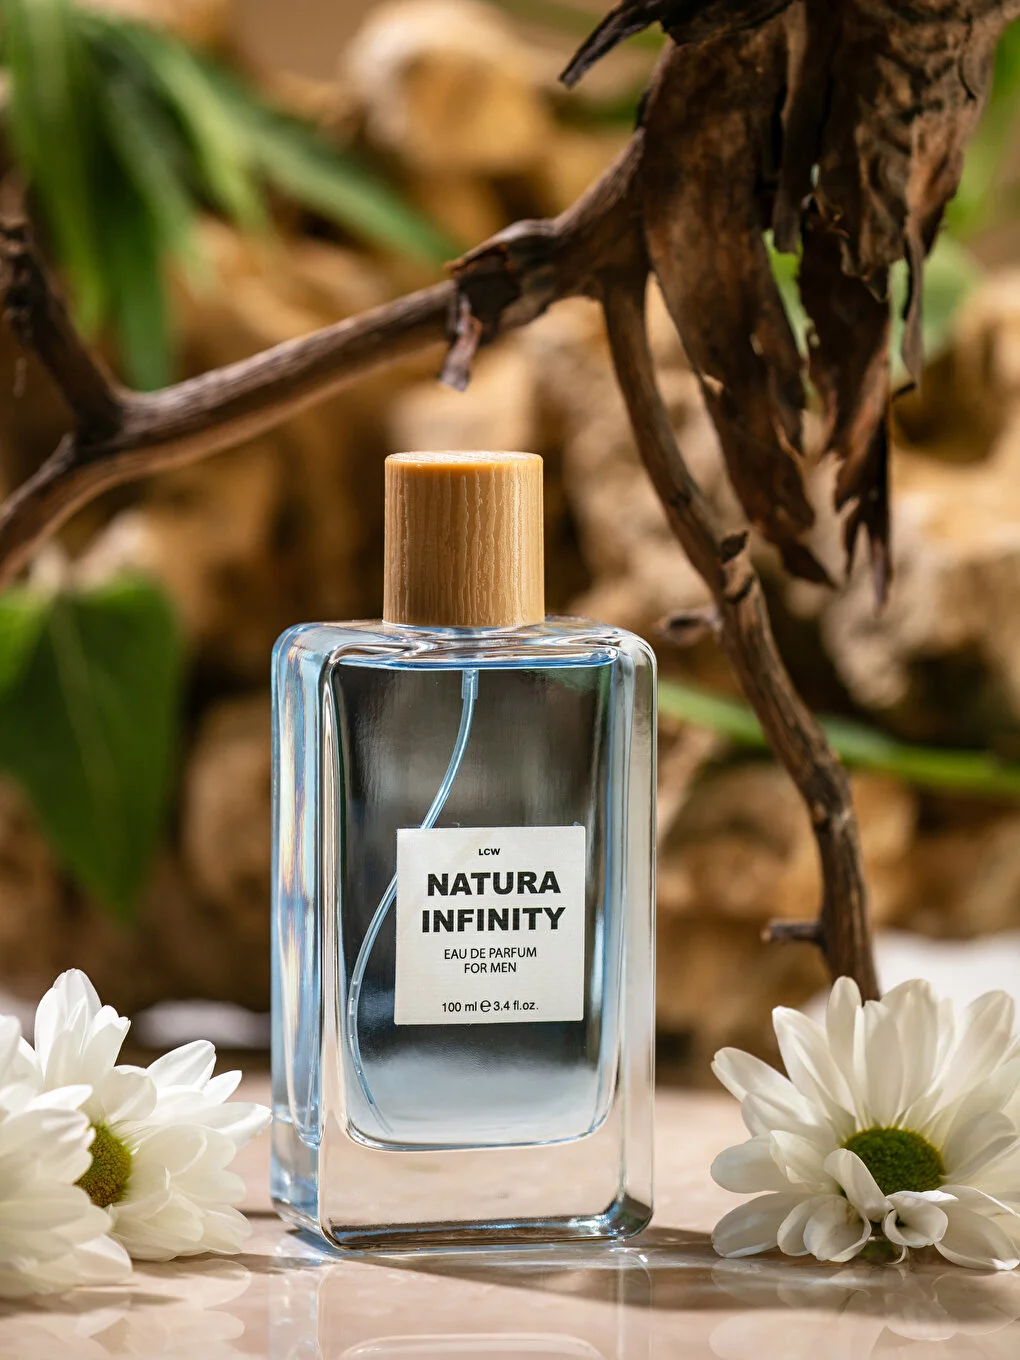 LCW
NATURA
INFINITY
EAU DE PARFUM
FOR MEN
100 ml ℮ 3.4 fl.oz.